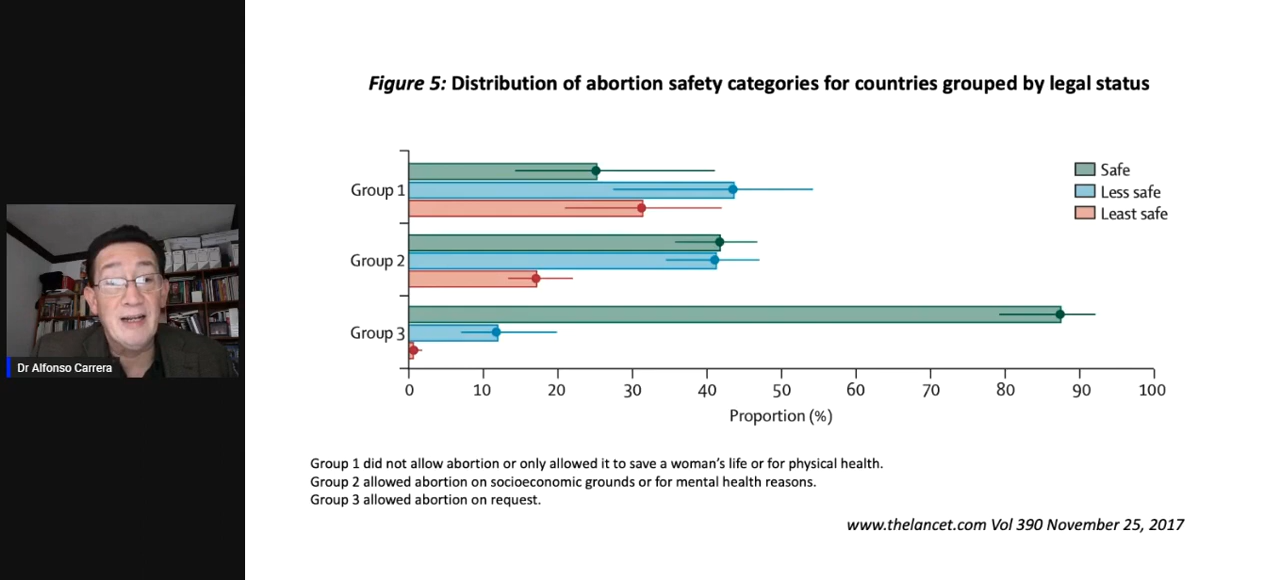 Figure 5: Distribution of abortion safety categories for countries grouped by legal status
Safe
Less safe
Least safe
Group 1
Group 2
Group 3
0 10 20 30 40 50 60 70 80 90 100
Proportion (%)
Dr Alfonso Carrera
Group 1 did not allow abortion or only allowed it to save a woman's life or for physical health.
Group 2 allowed abortion on socioeconomic grounds or for mental health reasons.
Group 3 allowed abortion on request.
www.thelancet.com Vol 390 November 25, 2017